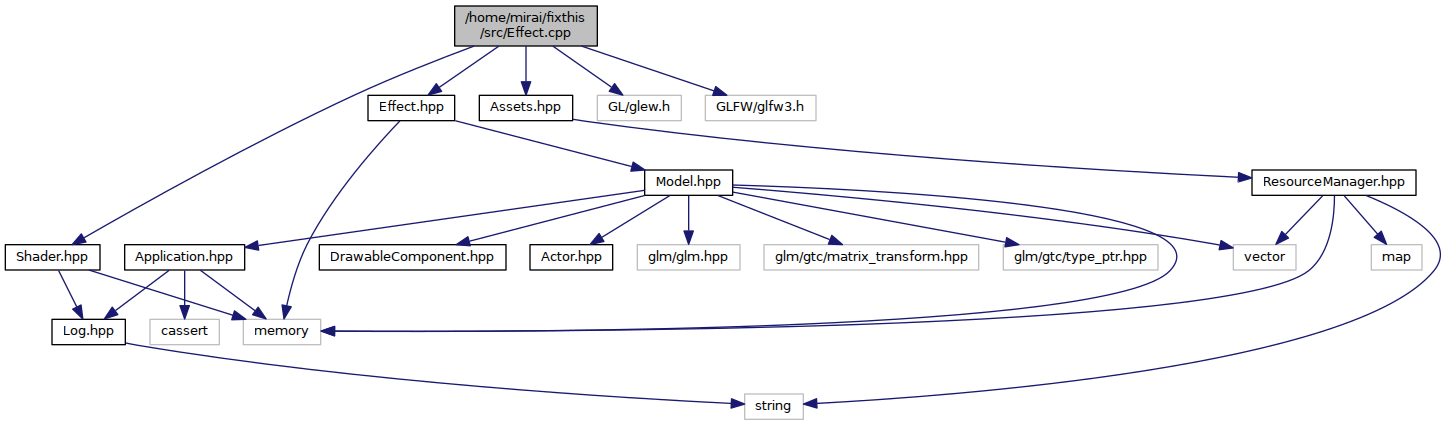 /home/mirai/fixthis
/src/Effect.cpp
Effect.hpp
Assets.hpp
GL/glew.h
GLFW/glfw3.h
Model.hpp
ResourceManager.hpp
Shader.hpp
Application.hpp
DrawableComponent.hpp
Actor.hpp
glm/glm.hpp
glm/gtc/matrix_transform.hpp
glm/gtc/type_ptr.hpp
vector
map
Log.hpp
cassert
memory
string